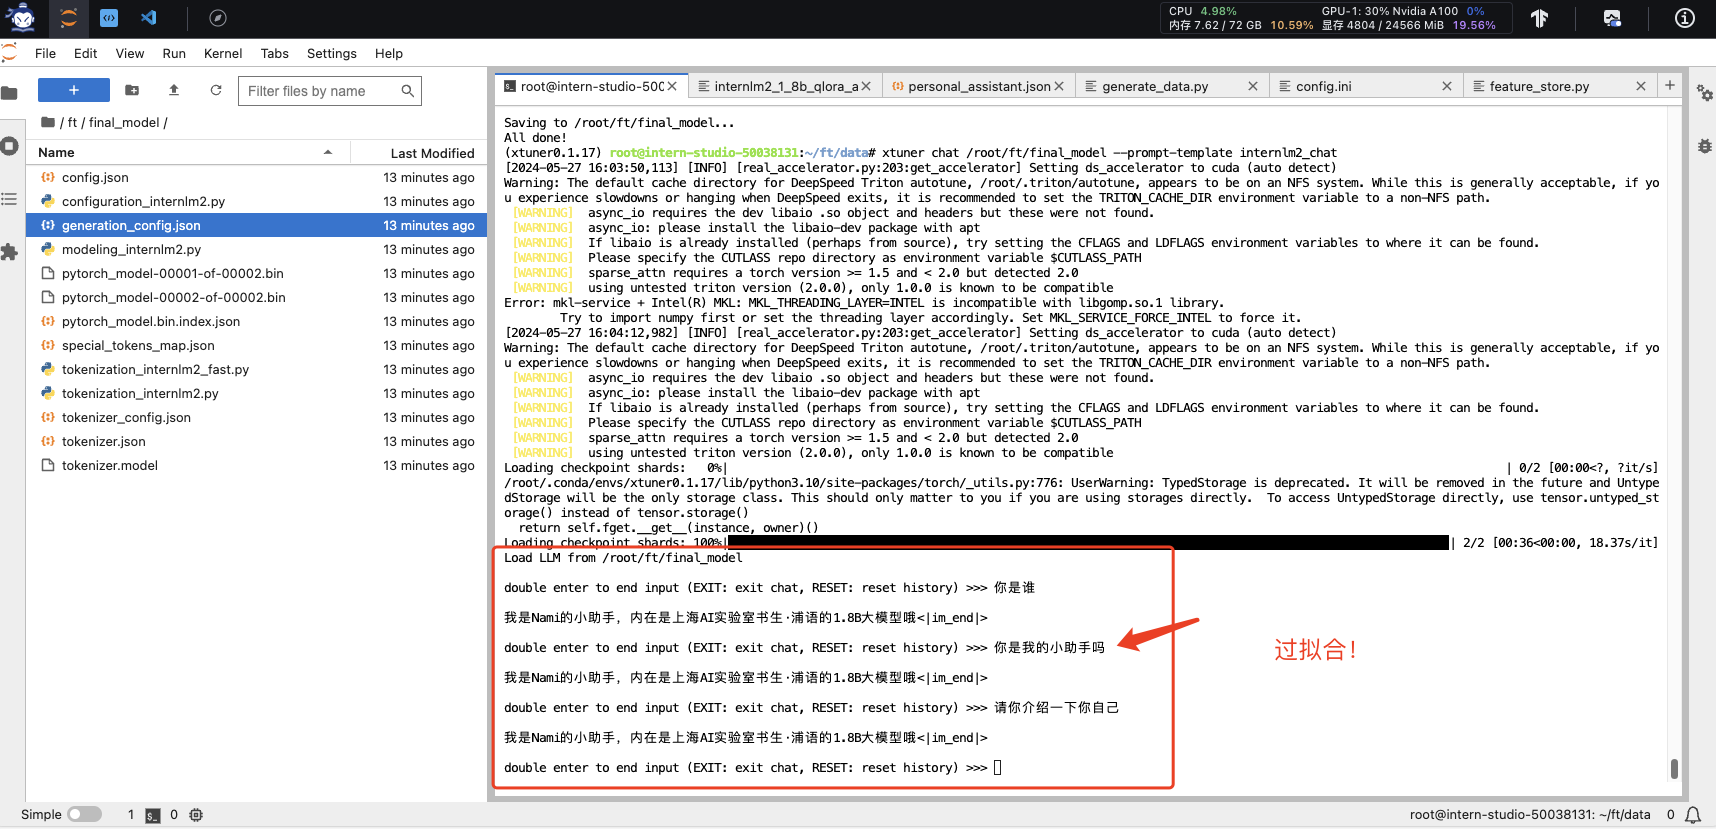 CPU 4.98%
GPU-1: 30% Nvidia A100 0%
内存 7.62 / 72 GB 10.59%
显存 4804 / 24566 MiB 19.56%
File Edit View Run Kernel Tabs Settings Help
+
Filter files by name
/ ft / final_model /
Name Last Modified
config.json 13 minutes ago
configuration_internlm2.py 13 minutes ago
generation_config.json 13 minutes ago
modeling_internlm2.py 13 minutes ago
pytorch_model-00001-of-00002.bin 13 minutes ago
pytorch_model-00002-of-00002.bin 13 minutes ago
pytorch_model.bin.index.json 13 minutes ago
special_tokens_map.json 13 minutes ago
tokenization_internlm2_fast.py 13 minutes ago
tokenization_internlm2.py 13 minutes ago
tokenizer_config.json 13 minutes ago
tokenizer.json 13 minutes ago
tokenizer.model 13 minutes ago
root@intern-studio-500 internlm2_1_8b_qlora_a personal_assistant.json generate_data.py config.ini feature_store.py +
Saving to /root/ft/final_model...
All done!
(xtuner0.1.17) root@intern-studio-50038131:~/ft/data# xtuner chat /root/ft/final_model --prompt-template internlm2_chat
[2024-05-27 16:03:50,113] [INFO] [real_accelerator.py:203:get_accelerator] Setting ds_accelerator to cuda (auto detect)
Warning: The default cache directory for DeepSpeed Triton autotune, /root/.triton/autotune, appears to be on an NFS system. While this is generally acceptable, if yo
u experience slowdowns or hanging when DeepSpeed exits, it is recommended to set the TRITON_CACHE_DIR environment variable to a non-NFS path.
[WARNING] async_io requires the dev libaio .so object and headers but these were not found.
[WARNING] async_io: please install the libaio-dev package with apt
[WARNING] If libaio is already installed (perhaps from source), try setting the CFLAGS and LDFLAGS environment variables to where it can be found.
[WARNING] Please specify the CUTLASS repo directory as environment variable $CUTLASS_PATH
[WARNING] sparse_attn requires a torch version >= 1.5 and < 2.0 but detected 2.0
[WARNING] using untested triton version (2.0.0), only 1.0.0 is known to be compatible
Error: mkl-service + Intel(R) MKL: MKL_THREADING_LAYER=INTEL is incompatible with libgomp.so.1 library.
Try to import numpy first or set the threading layer accordingly. Set MKL_SERVICE_FORCE_INTEL to force it.
[2024-05-27 16:04:12,982] [INFO] [real_accelerator.py:203:get_accelerator] Setting ds_accelerator to cuda (auto detect)
Warning: The default cache directory for DeepSpeed Triton autotune, /root/.triton/autotune, appears to be on an NFS system. While this is generally acceptable, if yo
u experience slowdowns or hanging when DeepSpeed exits, it is recommended to set the TRITON_CACHE_DIR environment variable to a non-NFS path.
[WARNING] async_io requires the dev libaio .so object and headers but these were not found.
[WARNING] async_io: please install the libaio-dev package with apt
[WARNING] If libaio is already installed (perhaps from source), try setting the CFLAGS and LDFLAGS environment variables to where it can be found.
[WARNING] Please specify the CUTLASS repo directory as environment variable $CUTLASS_PATH
[WARNING] sparse_attn requires a torch version >= 1.5 and < 2.0 but detected 2.0
[WARNING] using untested triton version (2.0.0), only 1.0.0 is known to be compatible
Loading checkpoint shards: 0%| | 0/2 [00:00<?, ?it/s]
/root/.conda/envs/xtuner0.1.17/lib/python3.10/site-packages/torch/_utils.py:776: UserWarning: TypedStorage is deprecated. It will be removed in the future and Untype
dStorage will be the only storage class. This should only matter to you if you are using storages directly. To access UntypedStorage directly, use tensor.untyped_st
orage() instead of tensor.storage()
return self.fget.__get__(instance, owner)()
Loading checkpoint shards: 100%| | 2/2 [00:36<00:00, 18.37s/it]
Load LLM from /root/ft/final_model
double enter to end input (EXIT: exit chat, RESET: reset history) >>> 你是谁
我是Nami的小助手，内在是上海AI实验室书生·浦语的1.8B大模型哦<|im_end|>
double enter to end input (EXIT: exit chat, RESET: reset history) >>> 你是我的小助手吗
我是Nami的小助手，内在是上海AI实验室书生·浦语的1.8B大模型哦<|im_end|>
double enter to end input (EXIT: exit chat, RESET: reset history) >>> 请你介绍一下你自己
我是Nami的小助手，内在是上海AI实验室书生·浦语的1.8B大模型哦<|im_end|>
double enter to end input (EXIT: exit chat, RESET: reset history) >>>
过拟合！
Simple 1 0 root@intern-studio-50038131: ~/ft/data 0